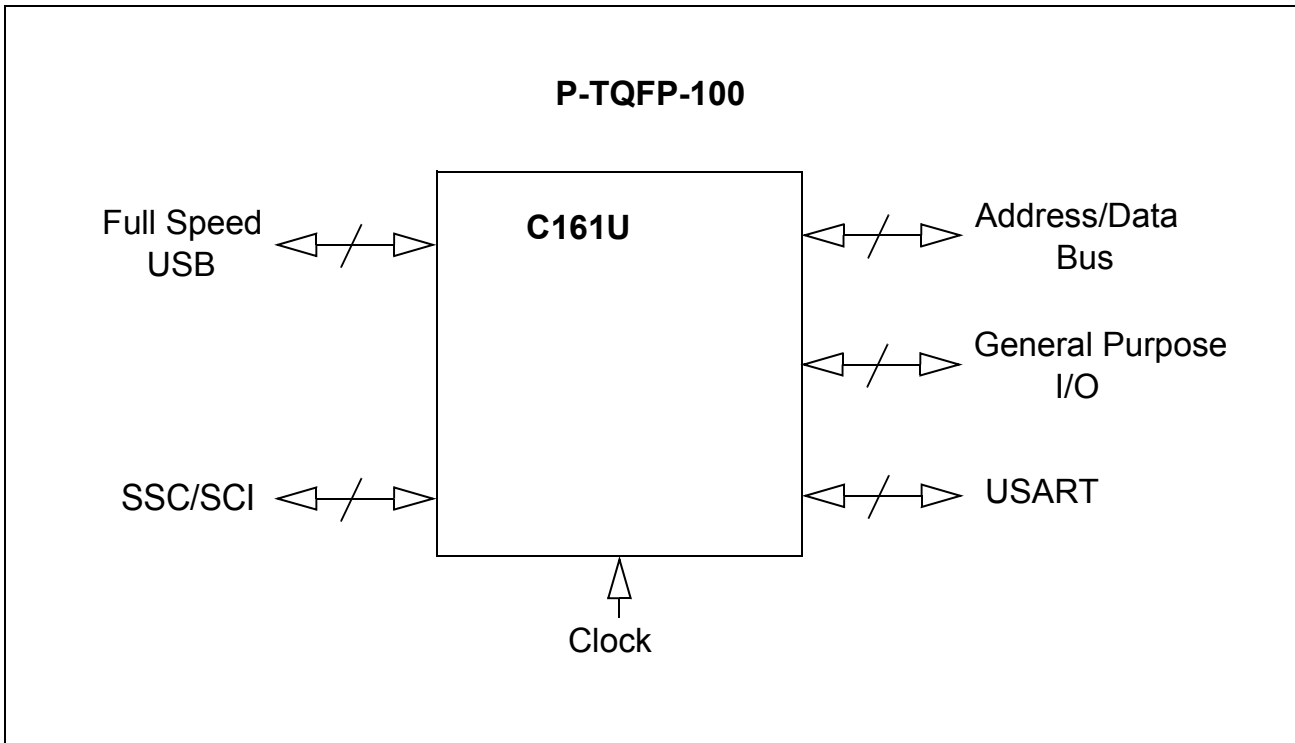 P-TQFP-100
C161U
Full Speed
USB
SSC/SCI
Address/Data
Bus
General Purpose
I/O
USART
Clock